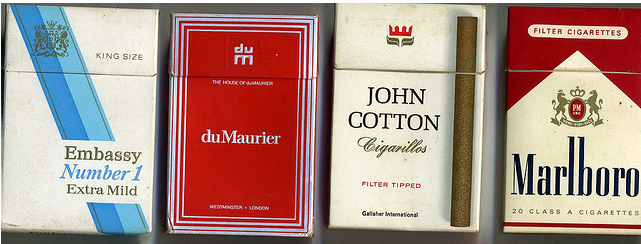 KING SIZE
Embassy
Number 1
Extra Mild
dum
THE HOUSE OF duMAURIER
duMaurier
WESTMINSTER • LONDON
JOHN
COTTON
Cigarillos
FILTER TIPPED
Gallaher International
FILTER CIGARETTES
PM
Marlboro
20 CLASS A CIGARETTES